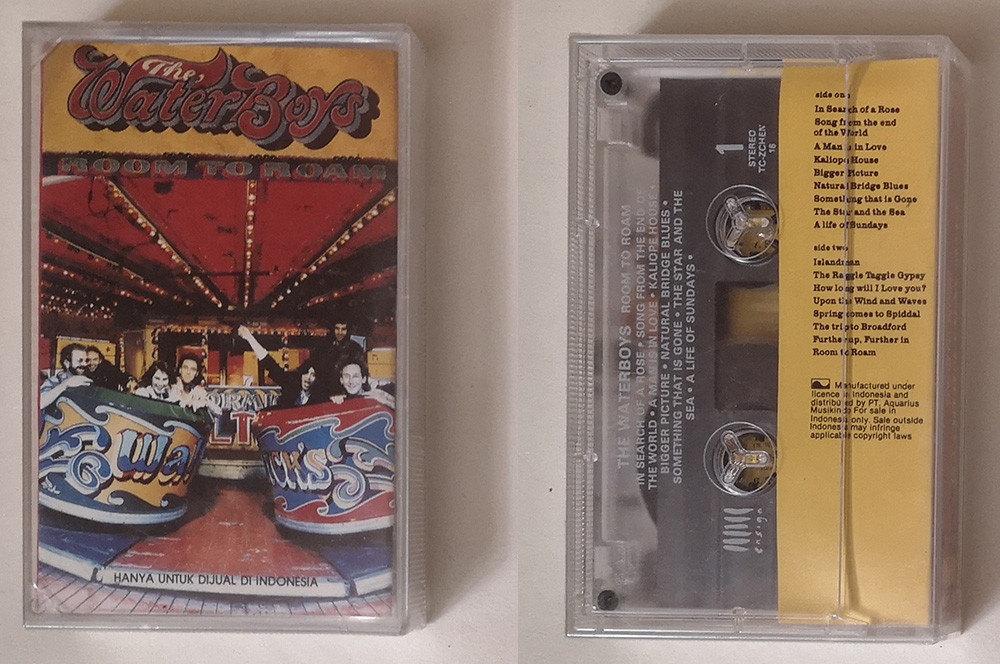 The
WaterBoys
ROOM TO ROAM
HANYA UNTUK DIJUAL DI INDONESIA
THE WATERBOYS ROOM TO ROAM
IN SEARCH OF A ROSE • SONG FROM THE END OF
THE WORLD • A MAN IS IN LOVE • KALIOPE HOUSE •
BIGGER PICTURE • NATURAL BRIDGE BLUES •
SOMETHING THAT IS GONE • THE STAR AND THE
SEA • A LIFE OF SUNDAYS •
1
STEREO
TC-ZCHEN
16
ensign
side one
In Search of a Rose
Song from the end
of the World
A Man is in Love
Kaliope House
Bigger Picture
Natural Bridge Blues
Something that is Gone
The Star and the Sea
A life of Sundays
side two
Islandman
The Raggle Taggle Gypsy
How long will I Love you?
Upon the Wind and Waves
Spring comes to Spiddal
The trip to Broadford
Further up, Further in
Room to Roam
Manufactured under
licence in Indonesia and
distributed by PT. Aquarius
Musikindo For sale in
Indonesia only. Sale outside
Indonesia may infringe
applicable copyright laws